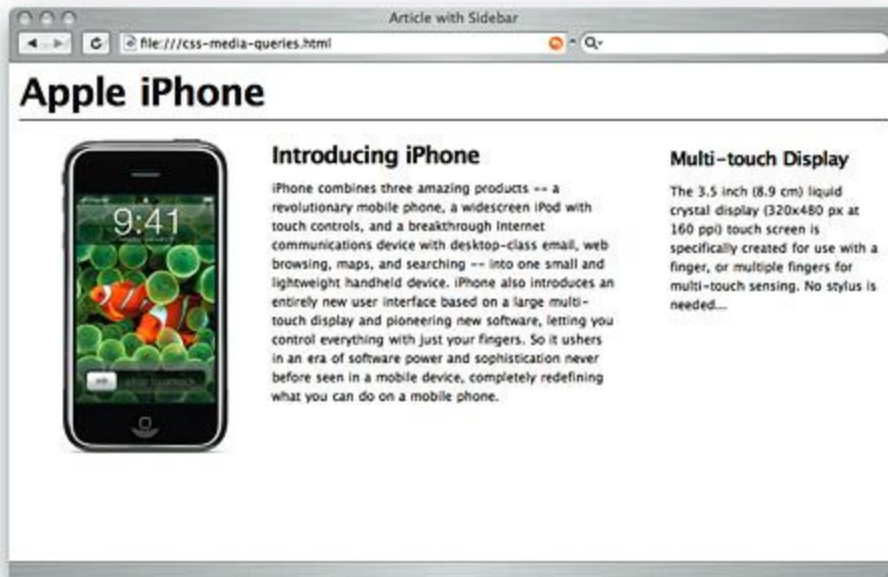 Article with Sidebar
file:///css-media-queries.html
Apple iPhone
9:41
Introducing iPhone
iPhone combines three amazing products -- a
revolutionary mobile phone, a widescreen iPod with
touch controls, and a breakthrough Internet
communications device with desktop-class email, web
browsing, maps, and searching -- into one small and
lightweight handheld device. iPhone also introduces an
entirely new user interface based on a large multi-
touch display and pioneering new software, letting you
control everything with just your fingers. So it ushers
in an era of software power and sophistication never
before seen in a mobile device, completely redefining
what you can do on a mobile phone.
Multi-touch Display
The 3.5 inch (8.9 cm) liquid
crystal display (320x480 px at
160 ppi) touch screen is
specifically created for use with a
finger, or multiple fingers for
multi-touch sensing. No stylus is
needed...